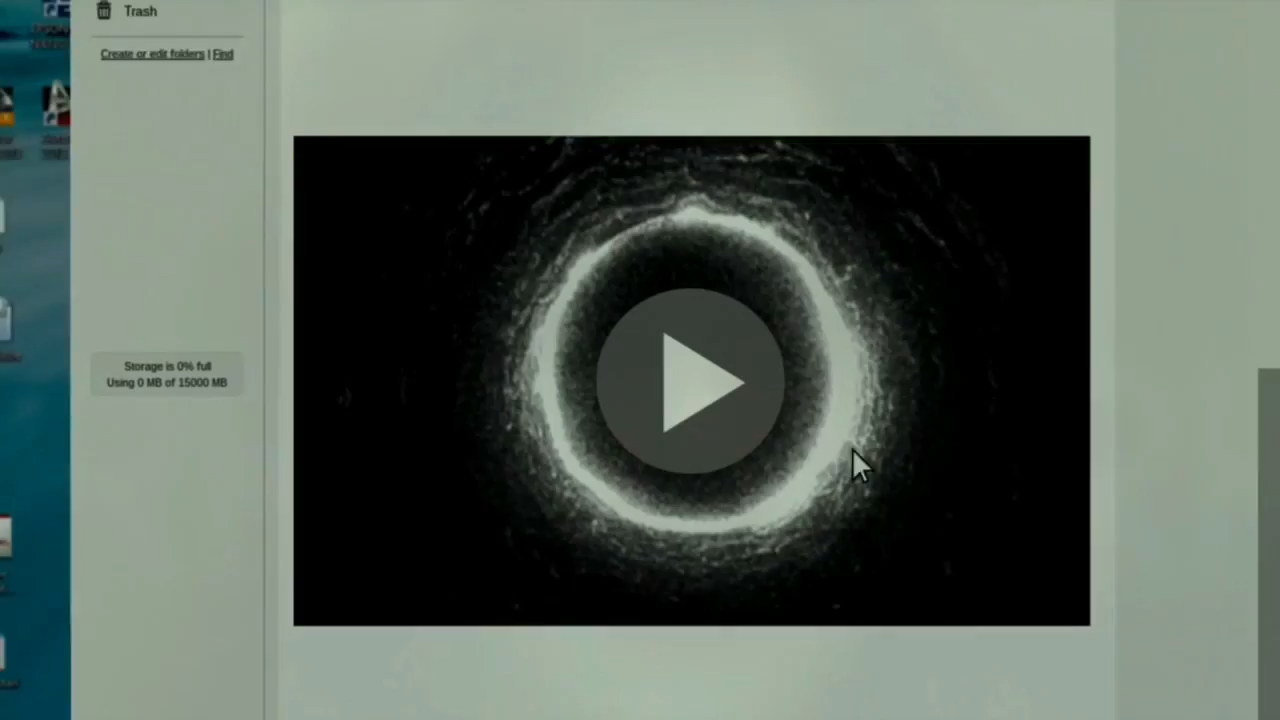 Trash
Create or edit folders | Find
Storage is 0% full
Using 0 MB of 15000 MB